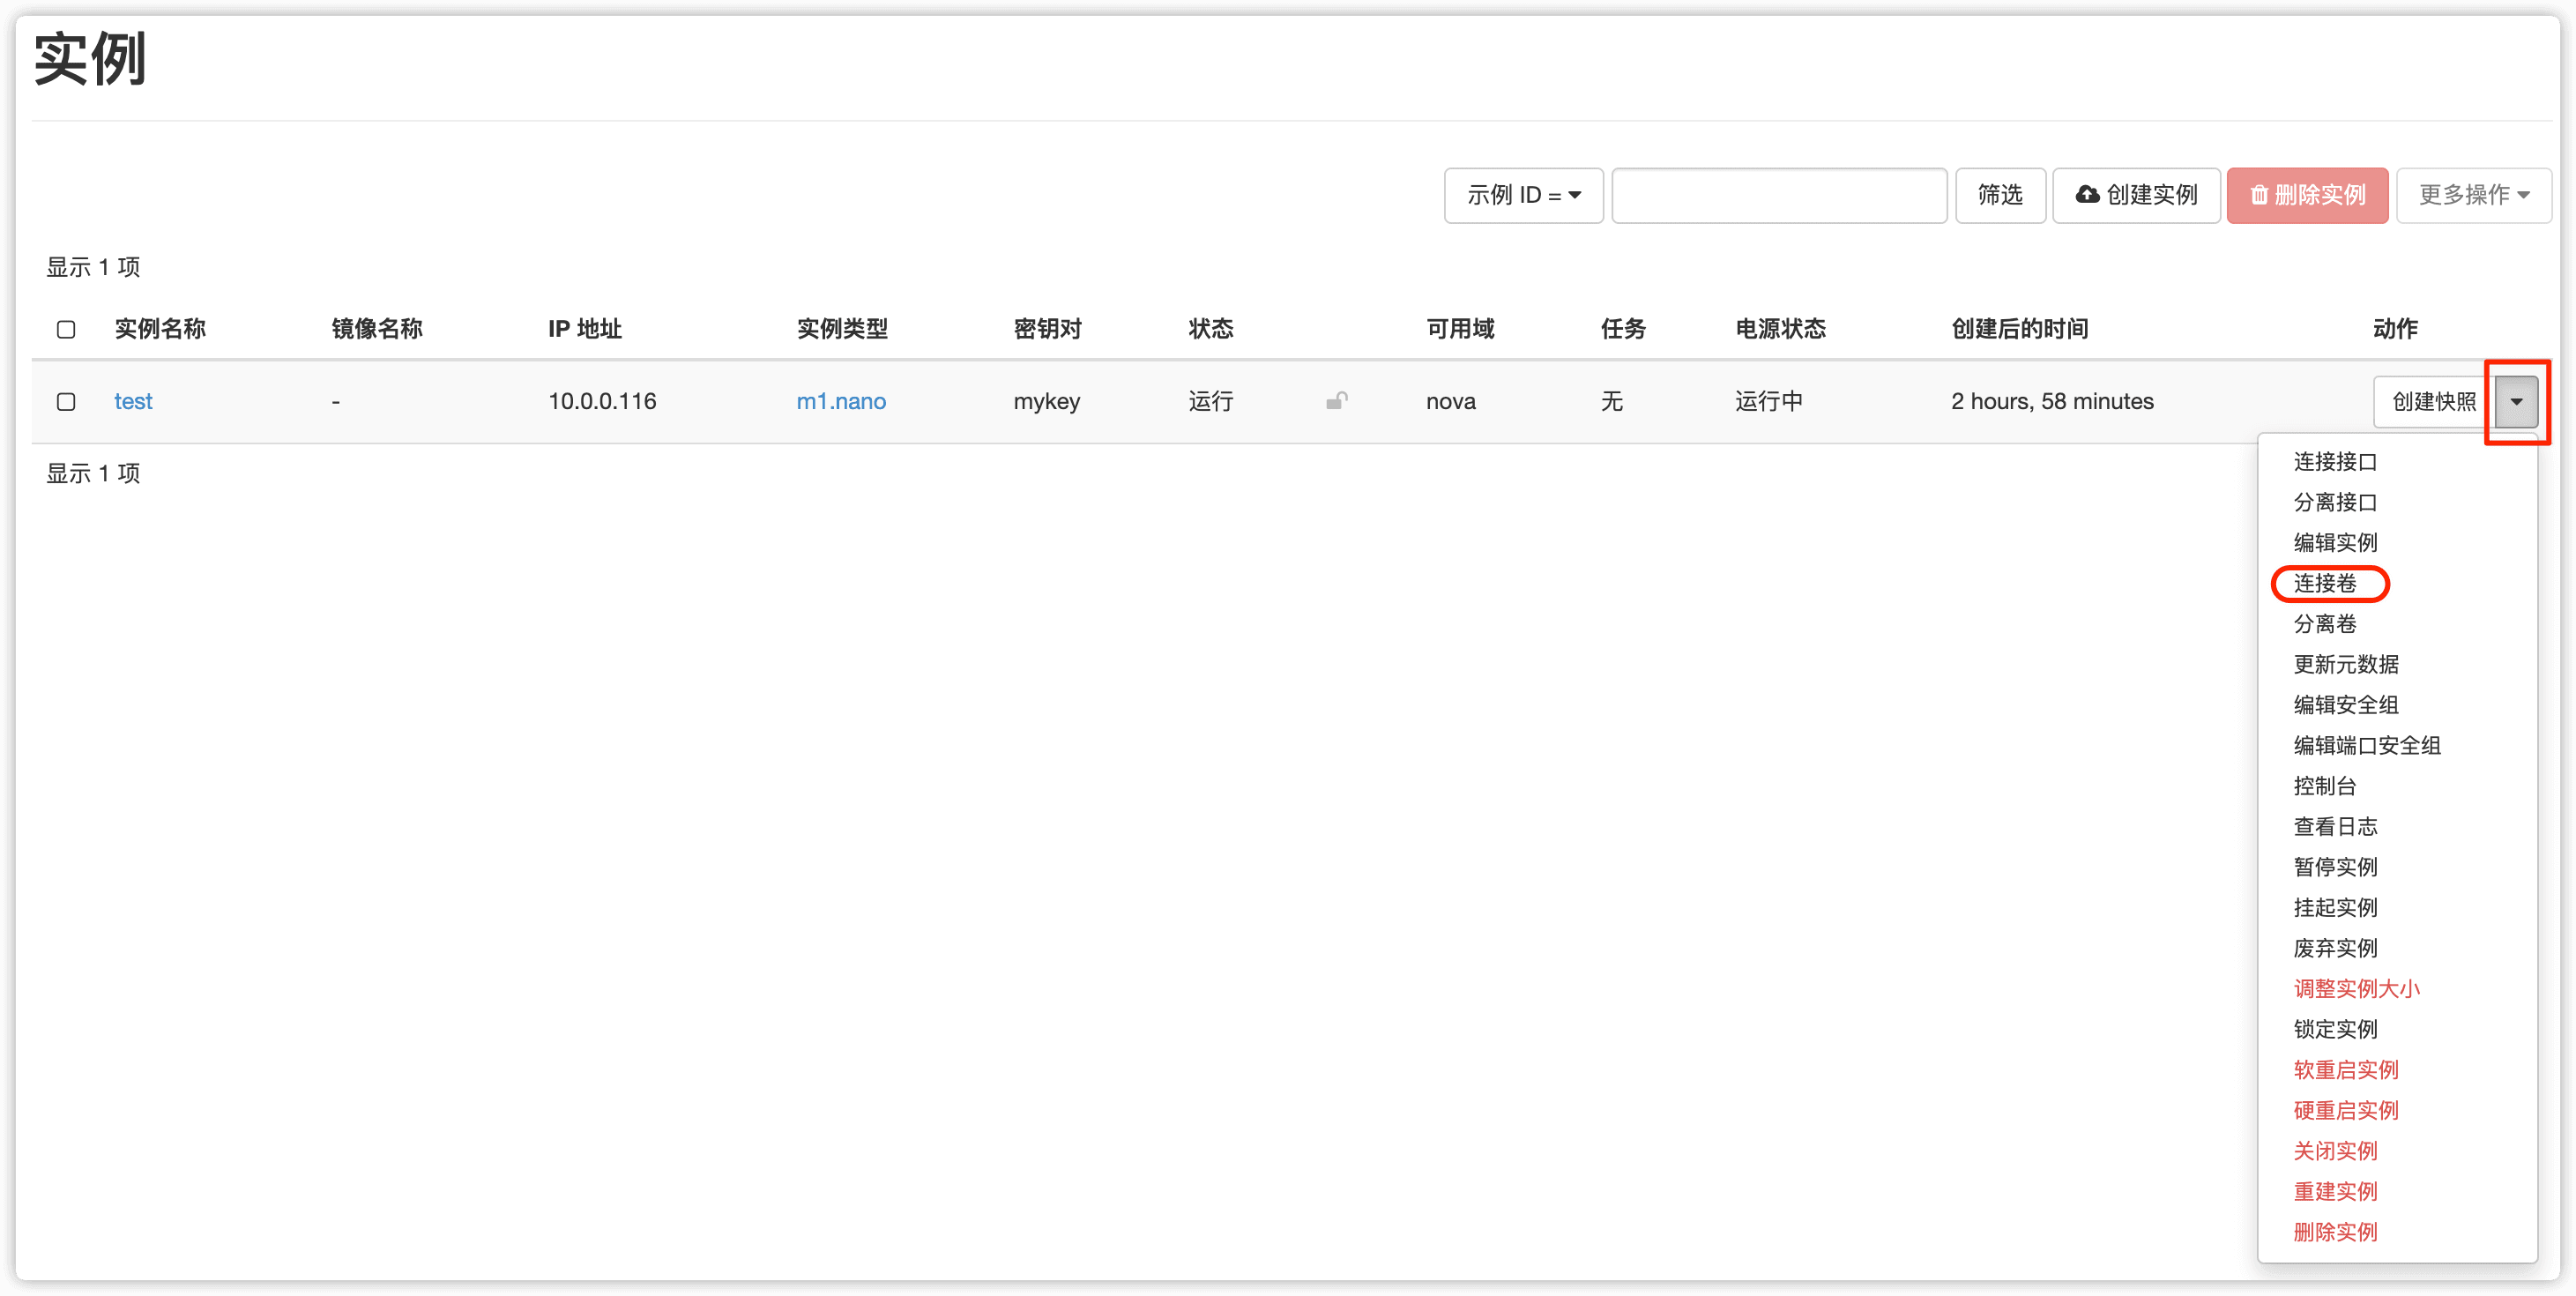 实例
示例 ID =
筛选
创建实例
删除实例
更多操作
显示 1 项
实例名称 镜像名称 IP 地址 实例类型 密钥对 状态 可用域 任务 电源状态 创建后的时间 动作
test - 10.0.0.116 m1.nano mykey 运行 nova 无 运行中 2 hours, 58 minutes 创建快照
显示 1 项
连接接口
分离接口
编辑实例
连接卷
分离卷
更新元数据
编辑安全组
编辑端口安全组
控制台
查看日志
暂停实例
挂起实例
废弃实例
调整实例大小
锁定实例
软重启实例
硬重启实例
关闭实例
重建实例
删除实例